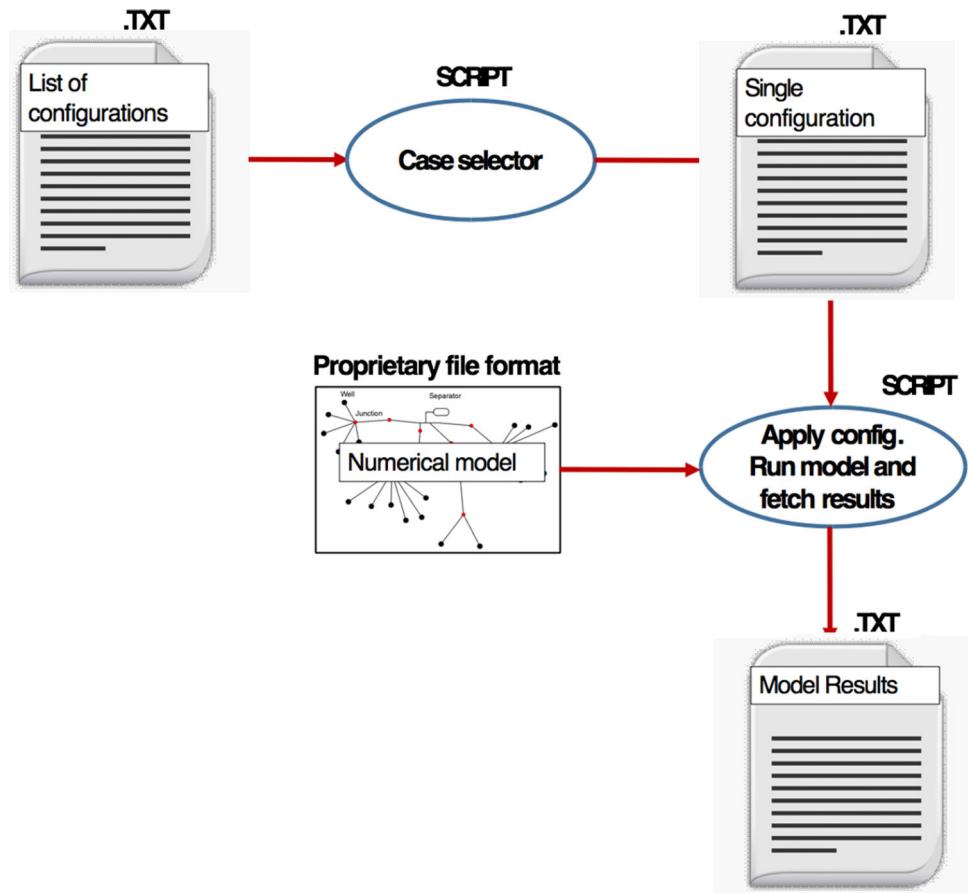 .TXT
List of
configurations
SCRIPT
Case selector
.TXT
Single
configuration
Proprietary file format
Well
Separator
Junction
Numerical model
SCRIPT
Apply config.
Run model and
fetch results
.TXT
Model Results